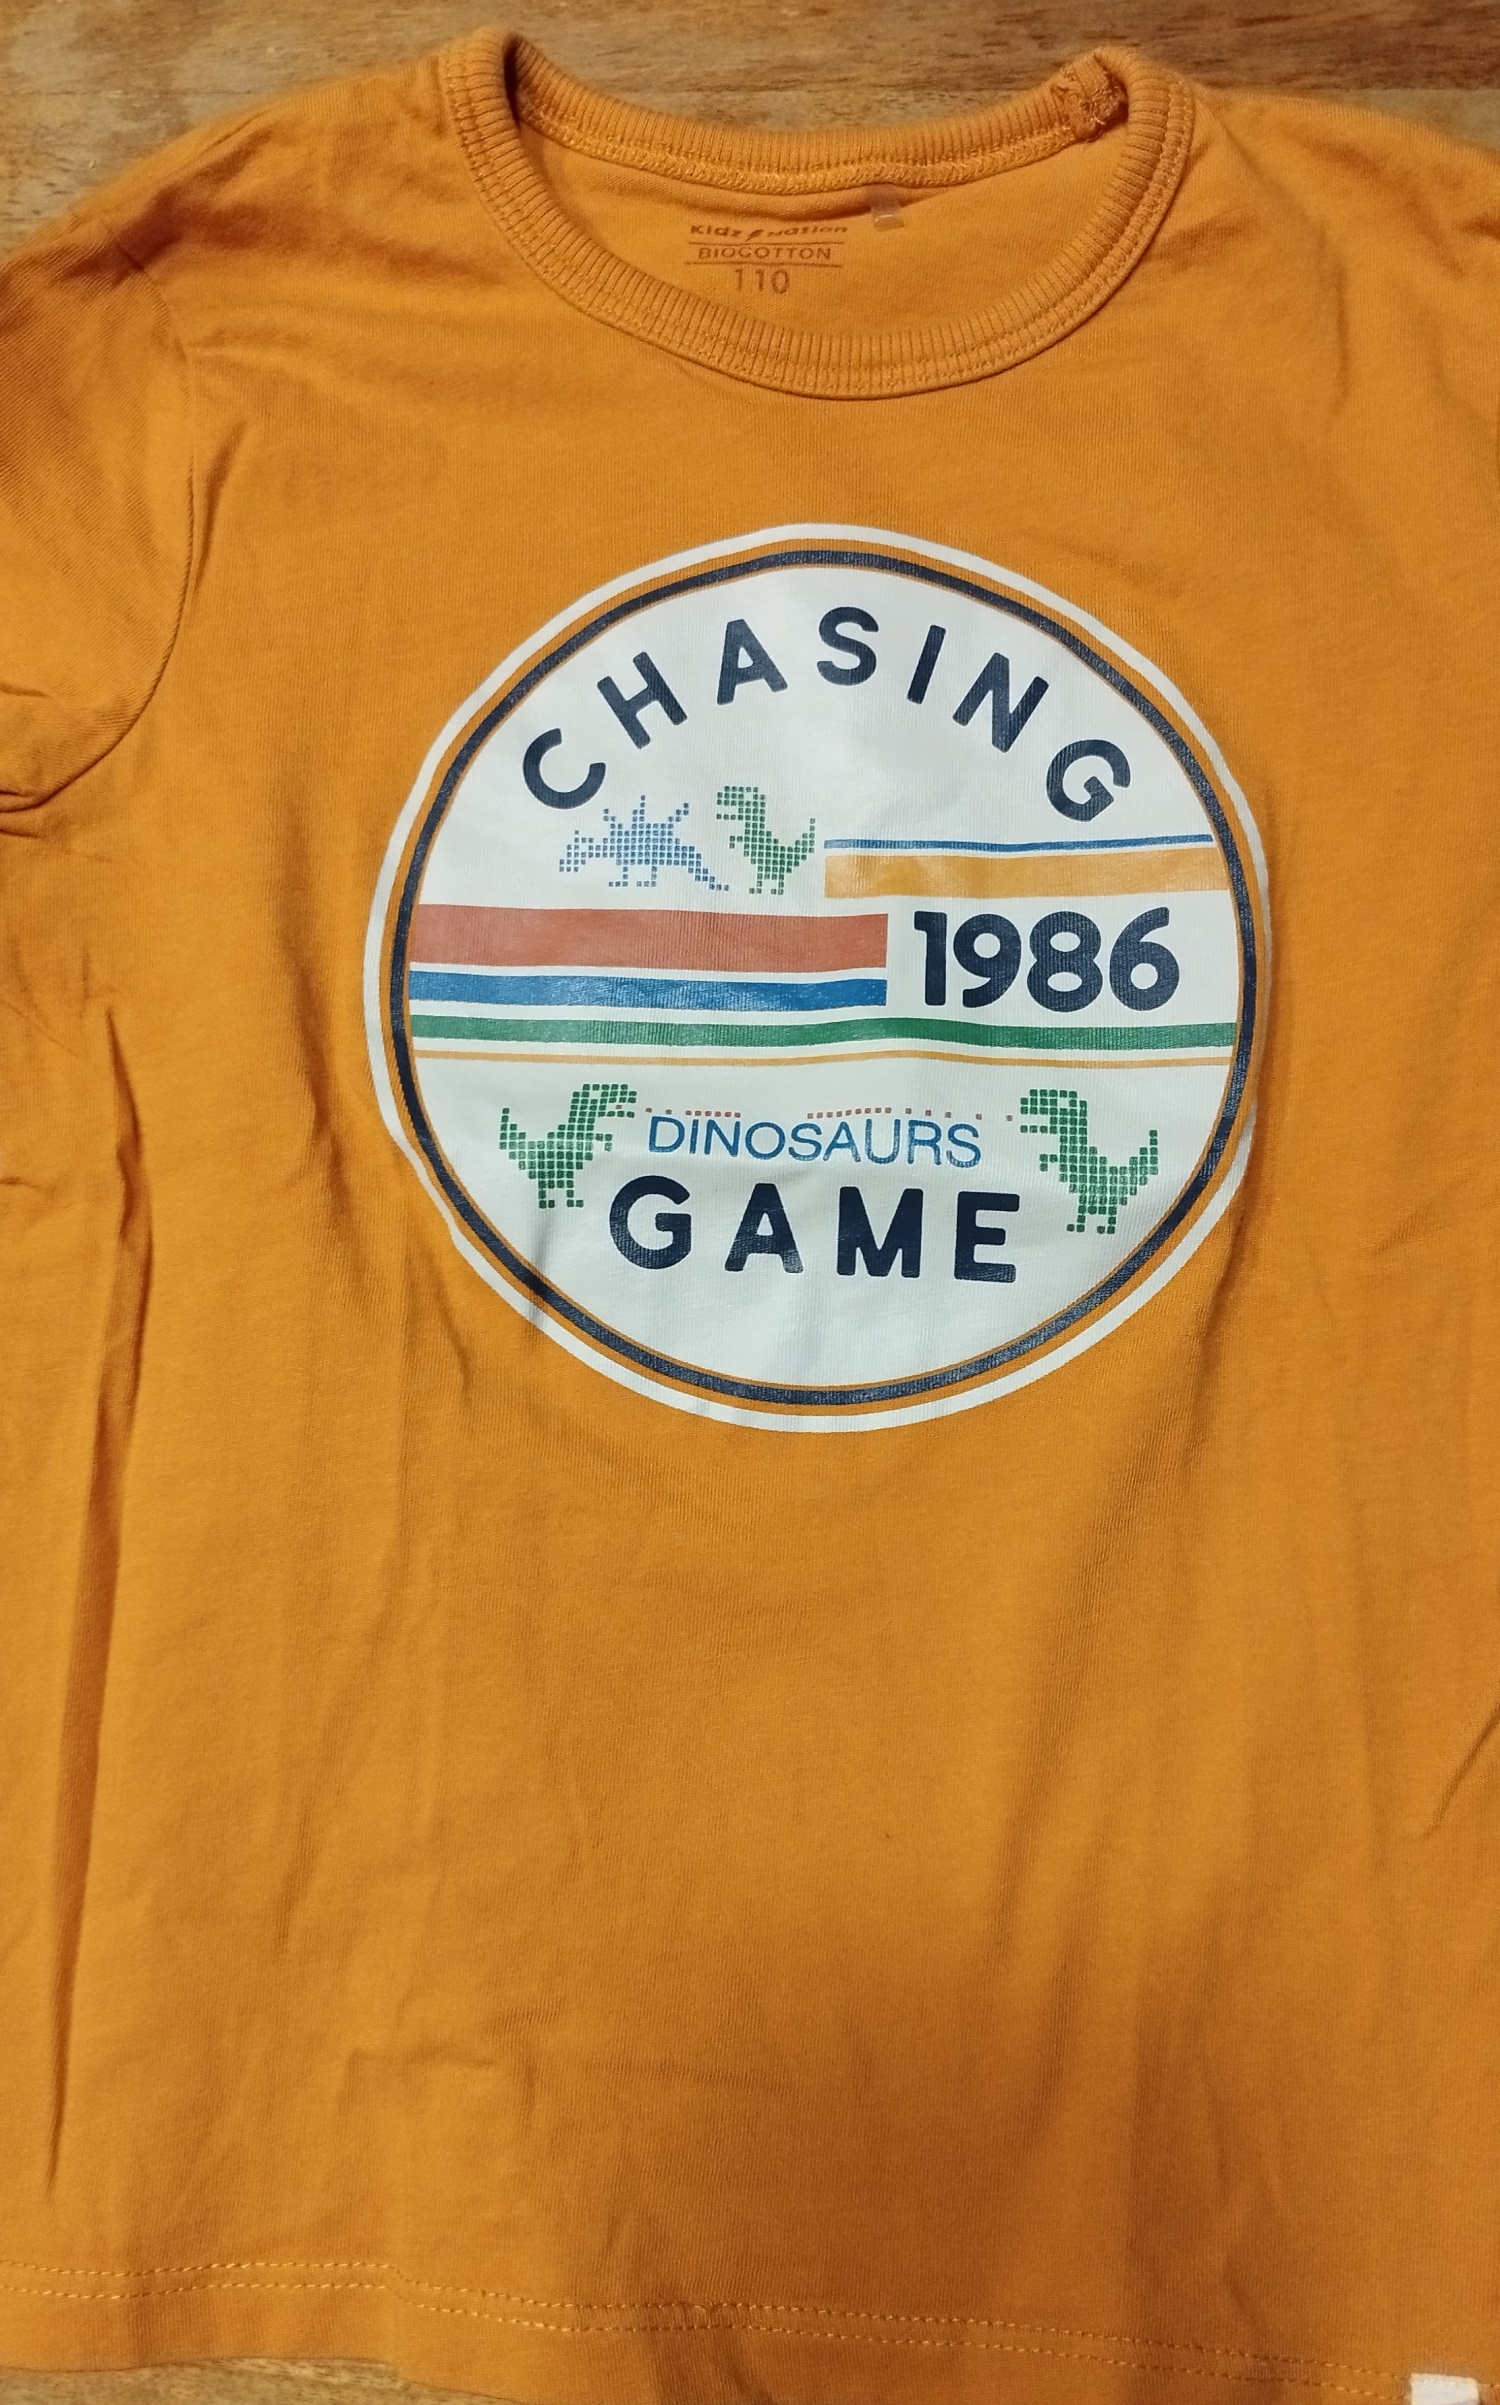 Kidz Nation
BIOCOTTON
110
CHASING
1986
DINOSAURS
GAME